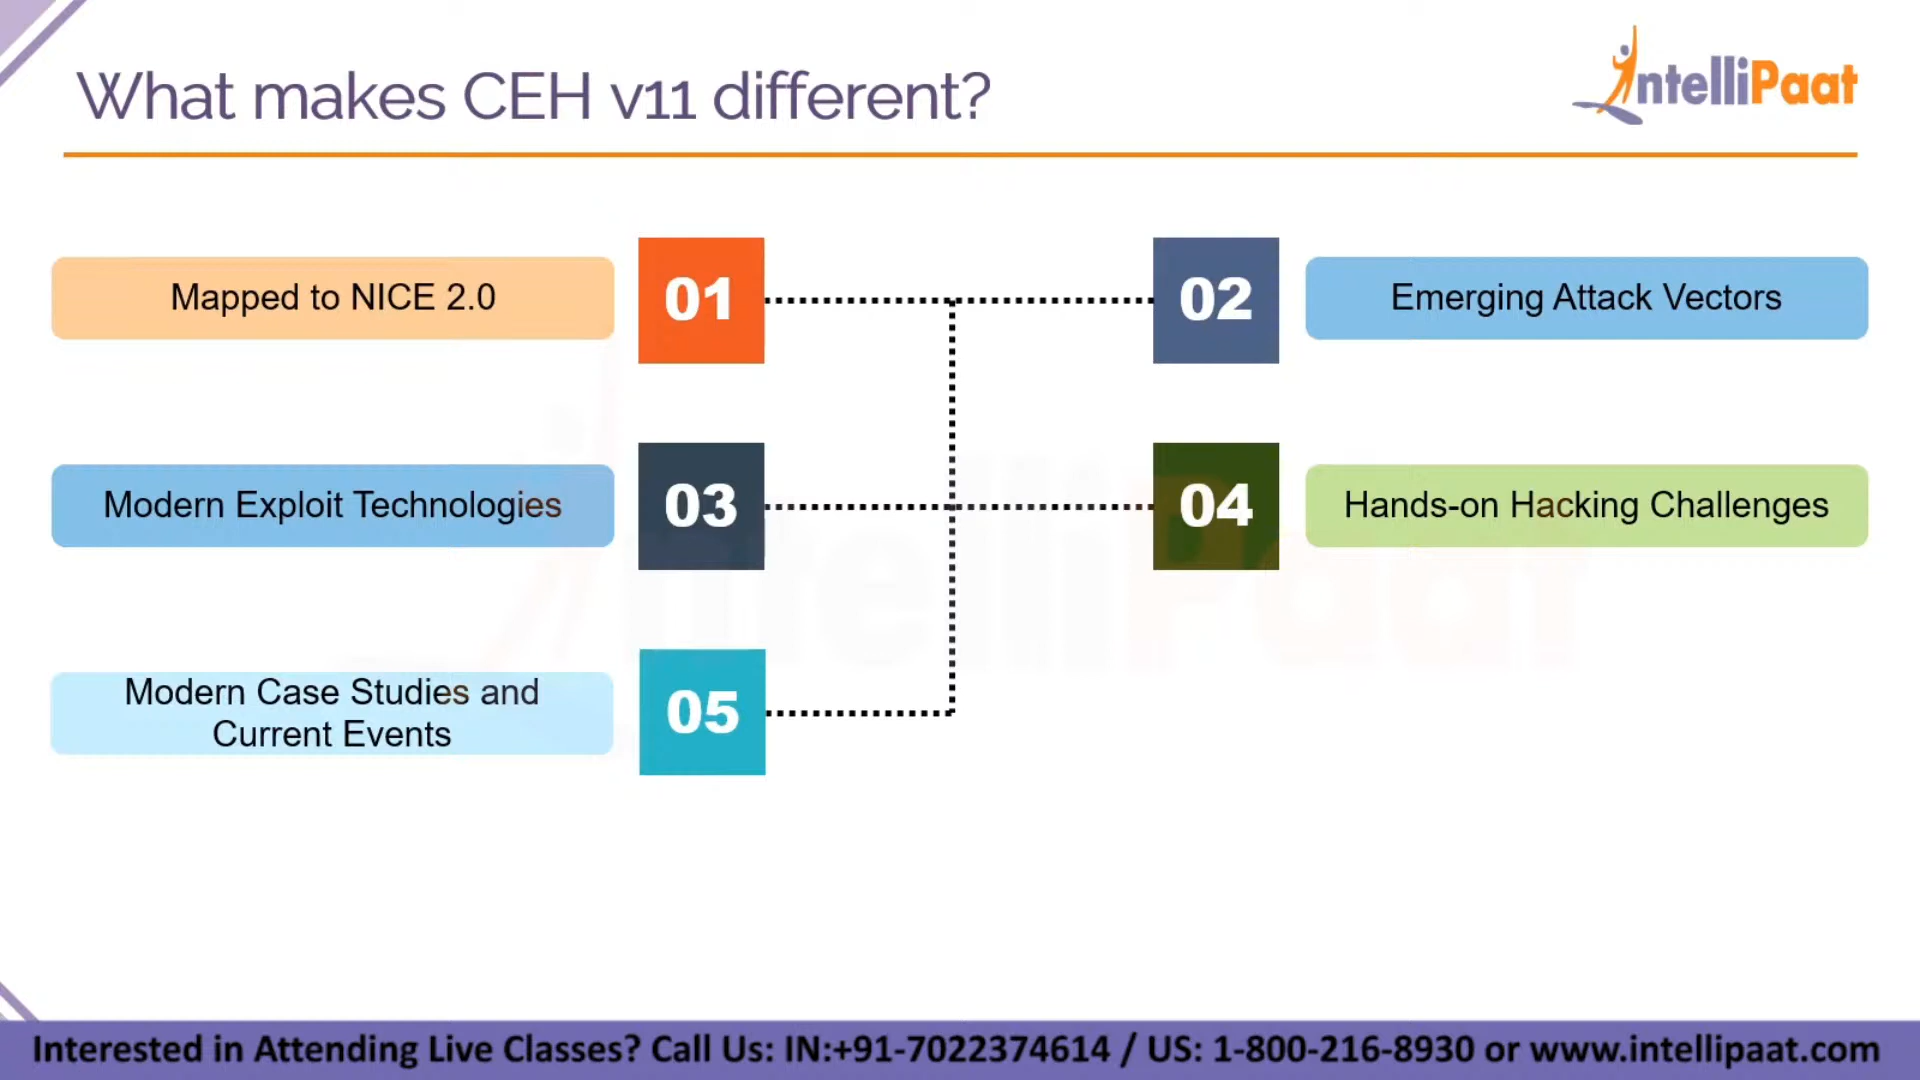 What makes CEH v11 different?
IntelliPaat
Mapped to NICE 2.0
01
02
Emerging Attack Vectors
Modern Exploit Technologies
03
04
Hands-on Hacking Challenges
Modern Case Studies and
Current Events
05
IntelliPaat
Interested in Attending Live Classes? Call Us: IN:+91-7022374614 / US: 1-800-216-8930 or www.intellipaat.com